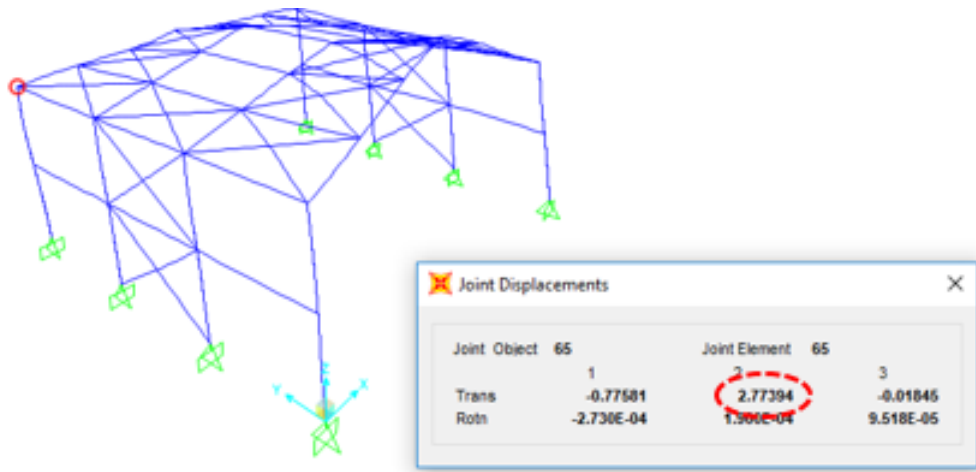 Z
Y X
Joint Displacements
Joint Object 65 Joint Element 65
1 2 3
Trans -0.77581 2.77394 -0.01845
Rotn -2.730E-04 9.518E-05